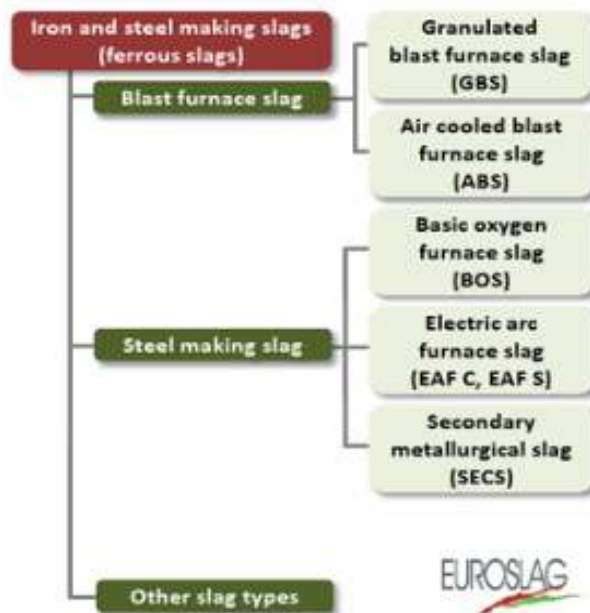 Iron and steel making slags
(ferrous slags)
Blast furnace slag
Granulated
blast furnace slag
(GBS)
Air cooled blast
furnace slag
(ABS)
Steel making slag
Basic oxygen
furnace slag
(BOS)
Electric arc
furnace slag
(EAF C, EAF S)
Secondary
metallurgical slag
(SECS)
Other slag types
EUROSLAG